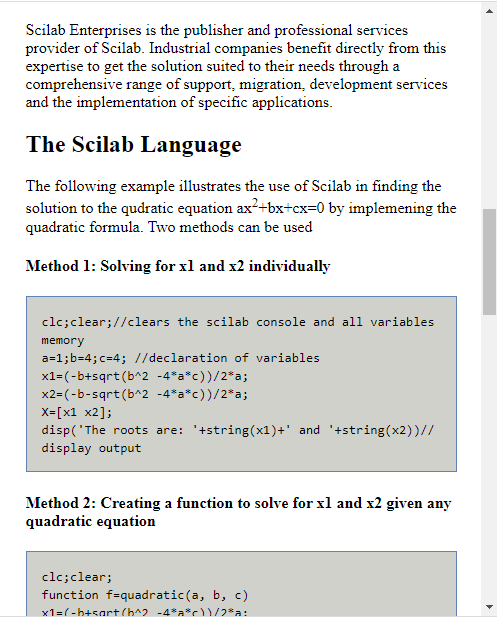 Scilab Enterprises is the publisher and professional services
provider of Scilab. Industrial companies benefit directly from this
expertise to get the solution suited to their needs through a
comprehensive range of support, migration, development services
and the implementation of specific applications.
The Scilab Language
The following example illustrates the use of Scilab in finding the
solution to the qudratic equation ax²+bx+cx=0 by implemening the
quadratic formula. Two methods can be used
Method 1: Solving for x1 and x2 individually
clc;clear;//clears the scilab console and all variables
memory
a=1;b=4;c=4; //declaration of variables
x1=(-b+sqrt(b^2 -4*a*c))/2*a;
x2=(-b-sqrt(b^2 -4*a*c))/2*a;
X=[x1 x2];
disp('The roots are: '+string(x1)+' and '+string(x2))//
display output
Method 2: Creating a function to solve for x1 and x2 given any
quadratic equation
clc;clear;
function f=quadratic(a, b, c)
x1=(-b+sqrt(b^2 -4*a*c))/2*a;